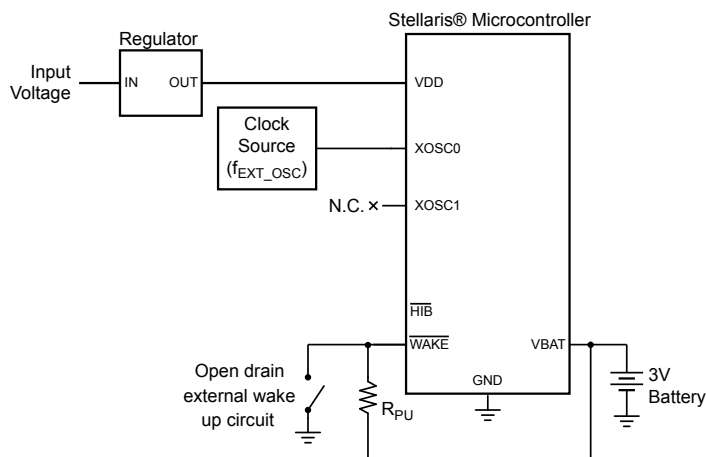 Stellaris® Microcontroller
Regulator
Input
Voltage
IN OUT
VDD
Clock
Source
(fEXT_OSC)
XOSC0
N.C.
XOSC1
HIB
WAKE
VBAT
Open drain
external wake
up circuit
RPU
GND
3V
Battery